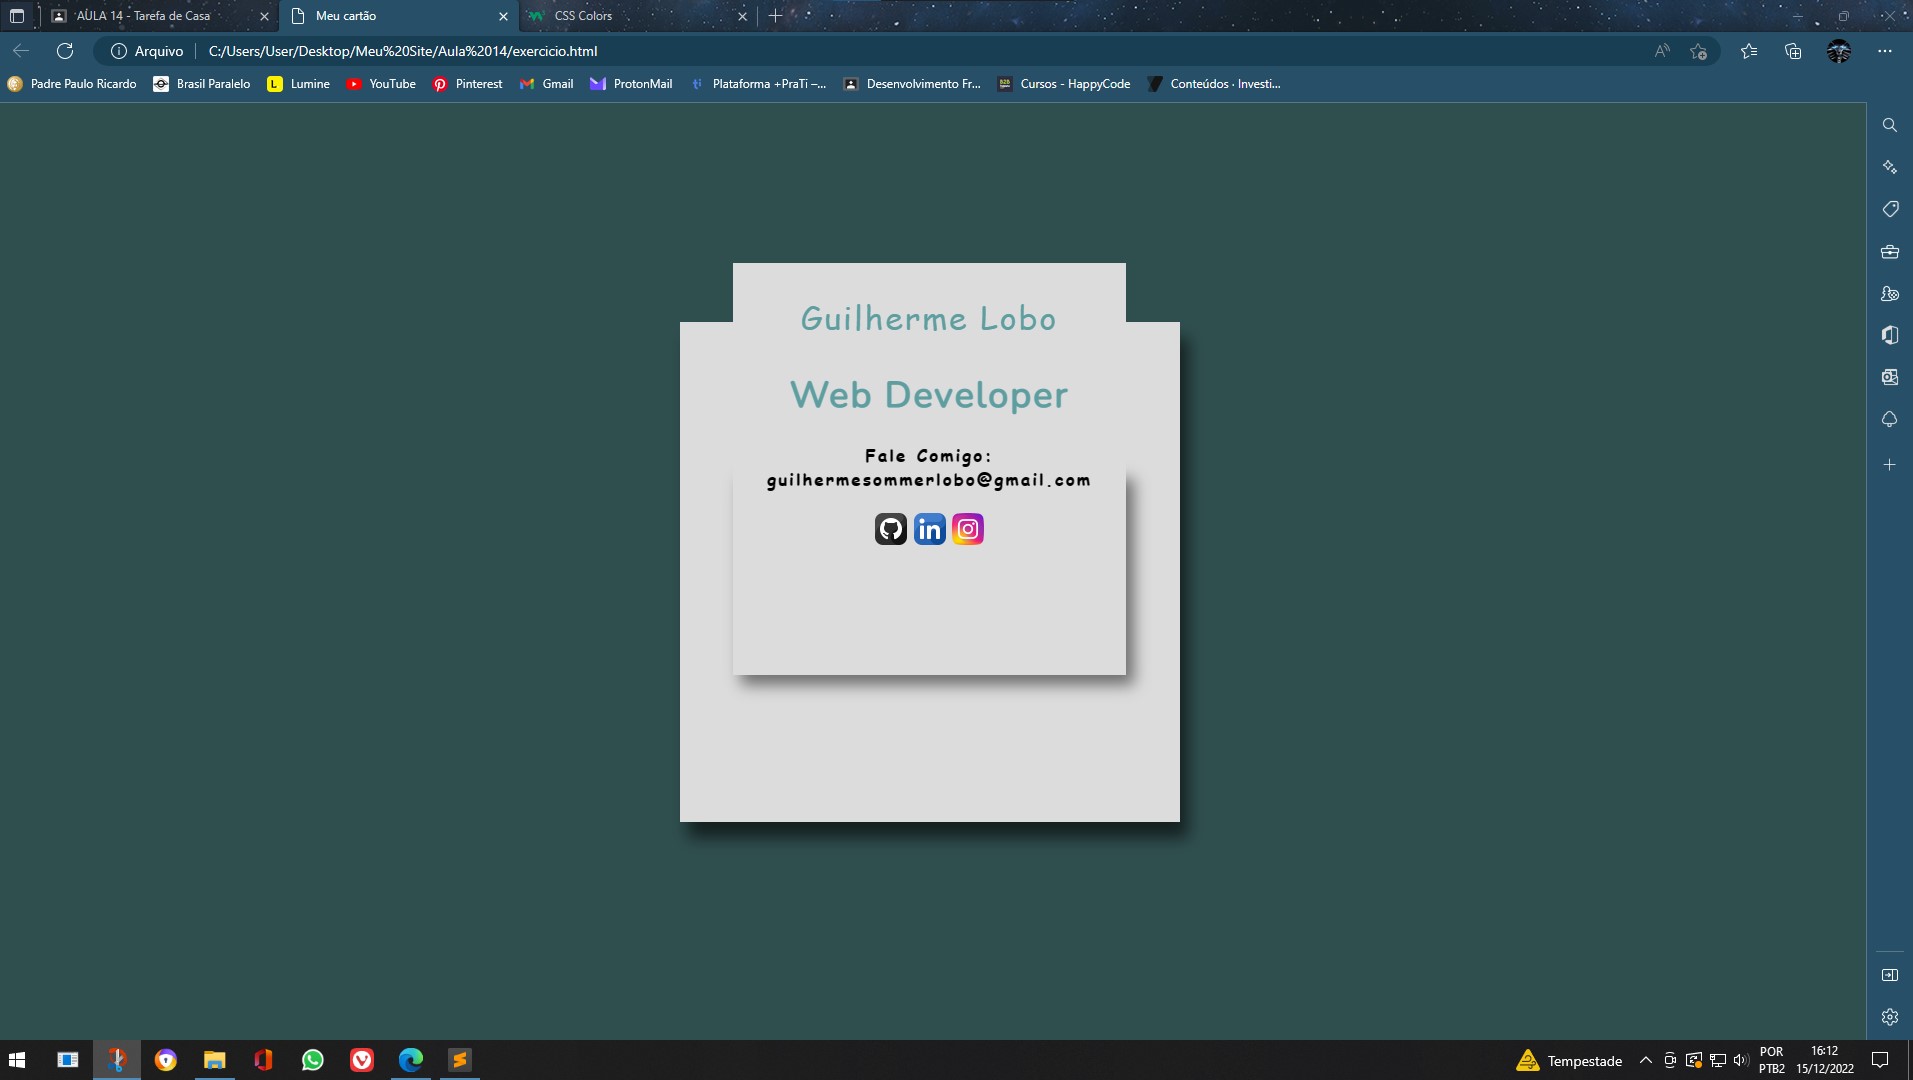 AULA 14 - Tarefa de Casa
Meu cartão
CSS Colors
Arquivo
C:/Users/User/Desktop/Meu%20Site/Aula%2014/exercicio.html
Padre Paulo Ricardo
Brasil Paralelo
L
Lumine
YouTube
Pinterest
Gmail
ProtonMail
Plataforma +PraTi –...
Desenvolvimento Fr...
Cursos - HappyCode
Conteúdos · Investi...
Guilherme Lobo
Web Developer
Fale Comigo:
guilhermesommerlobo@gmail.com
in
Tempestade
POR
PTB2
16:12
15/12/2022